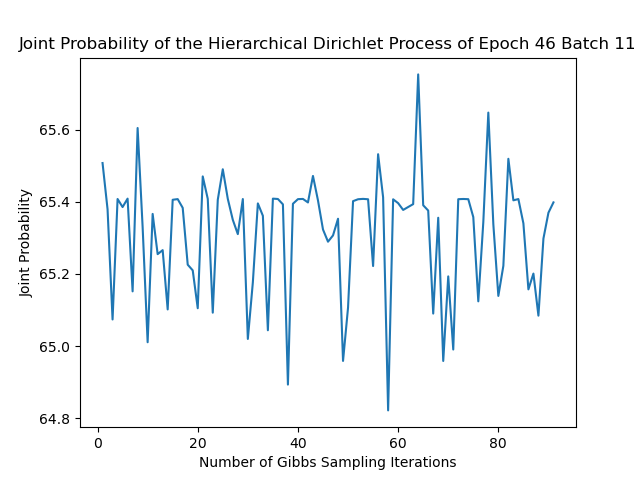 Joint Probability of the Hierarchical Dirichlet Process of Epoch 46 Batch 11
65.6
65.4
65.2
65.0
64.8
Joint Probability
0 20 40 60 80
Number of Gibbs Sampling Iterations